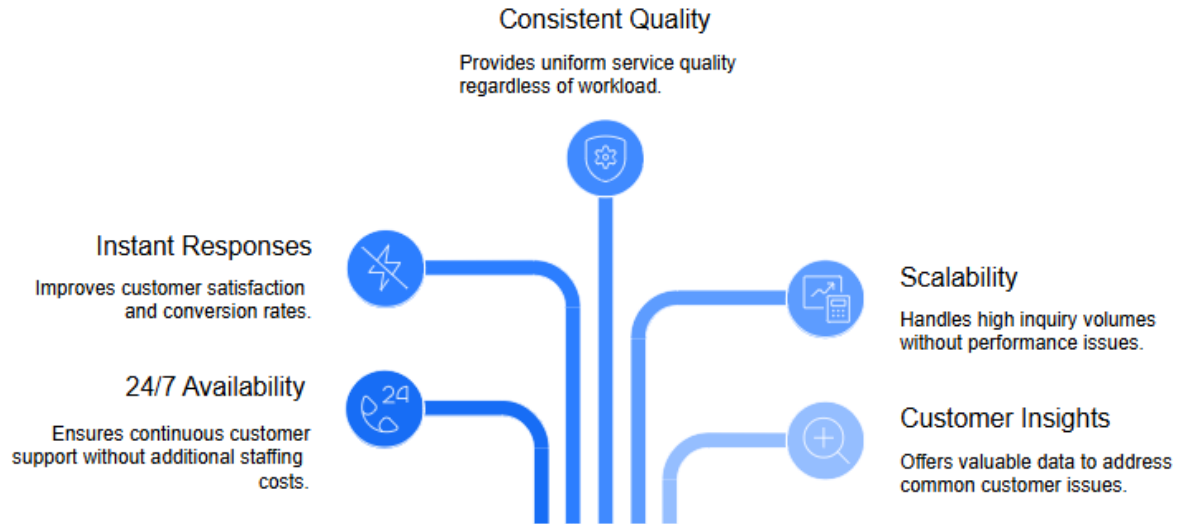 Consistent Quality
Provides uniform service quality
regardless of workload.
Instant Responses
Improves customer satisfaction
and conversion rates.
24/7 Availability
Ensures continuous customer
support without additional staffing
costs.
24
Scalability
Handles high inquiry volumes
without performance issues.
Customer Insights
Offers valuable data to address
common customer issues.